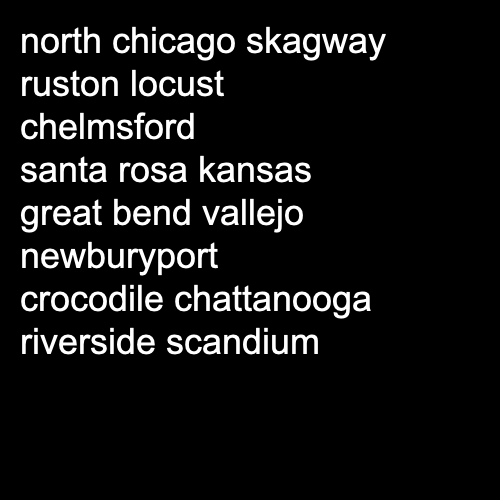 north chicago skagway
ruston locust
chelmsford
santa rosa kansas
great bend vallejo
newburyport
crocodile chattanooga
riverside scandium